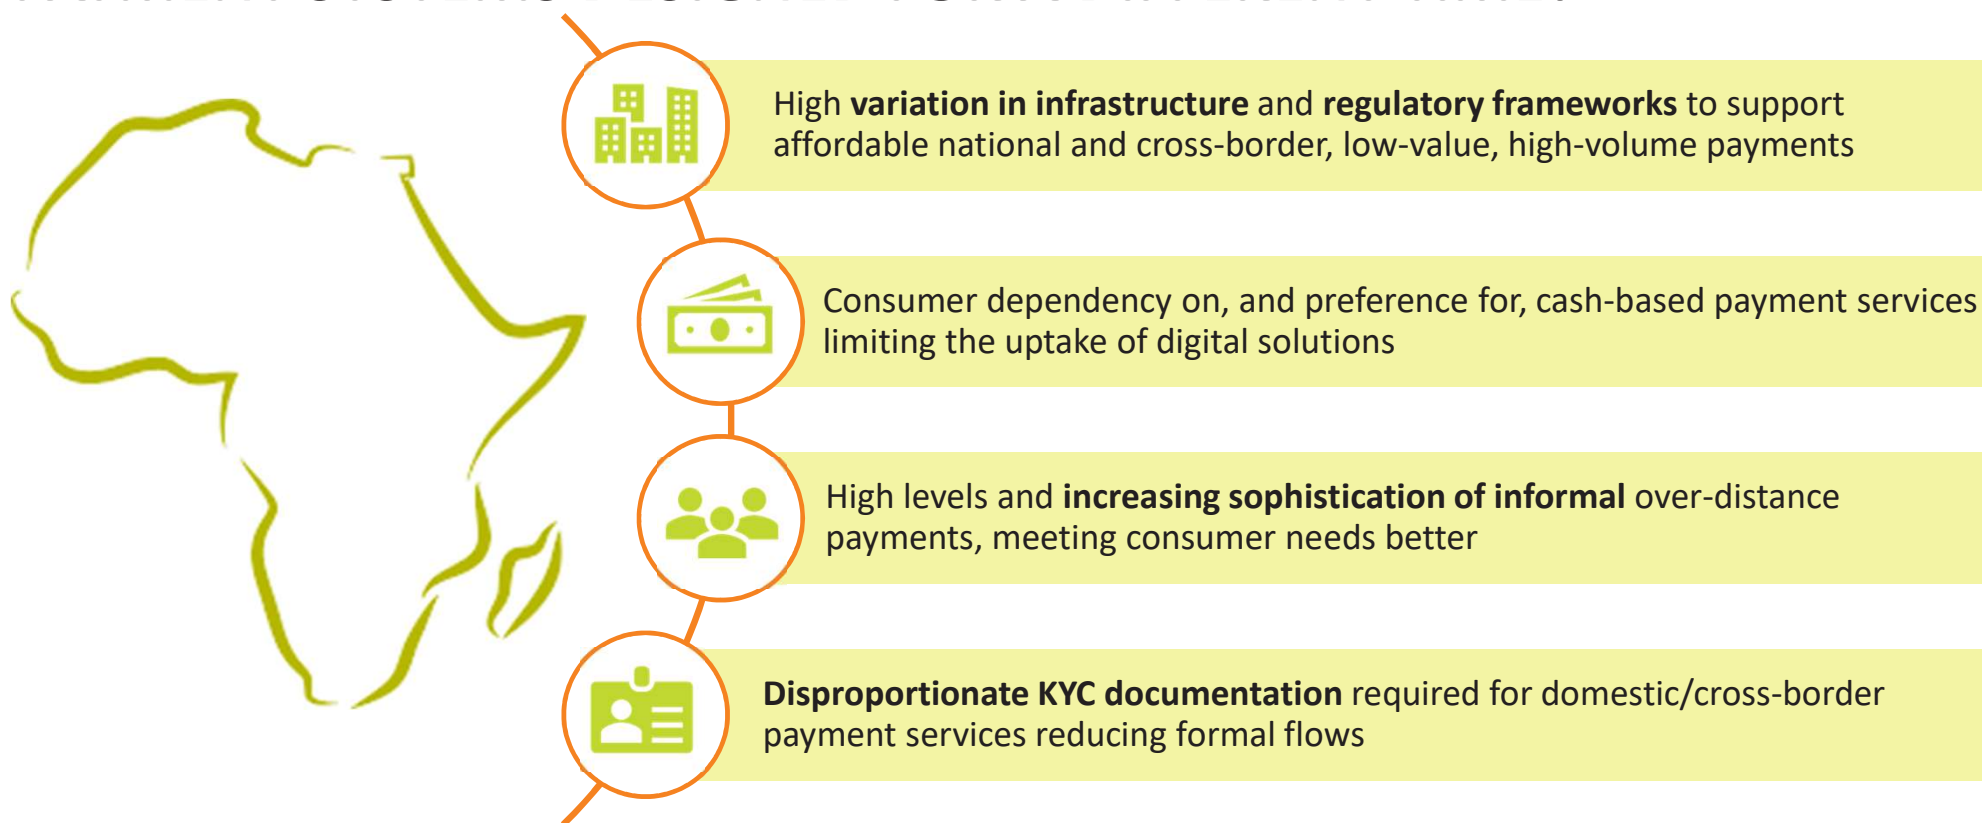 High variation in infrastructure and regulatory frameworks to support
affordable national and cross-border, low-value, high-volume payments
Consumer dependency on, and preference for, cash-based payment services
limiting the uptake of digital solutions
High levels and increasing sophistication of informal over-distance
payments, meeting consumer needs better
Disproportionate KYC documentation required for domestic/cross-border
payment services reducing formal flows